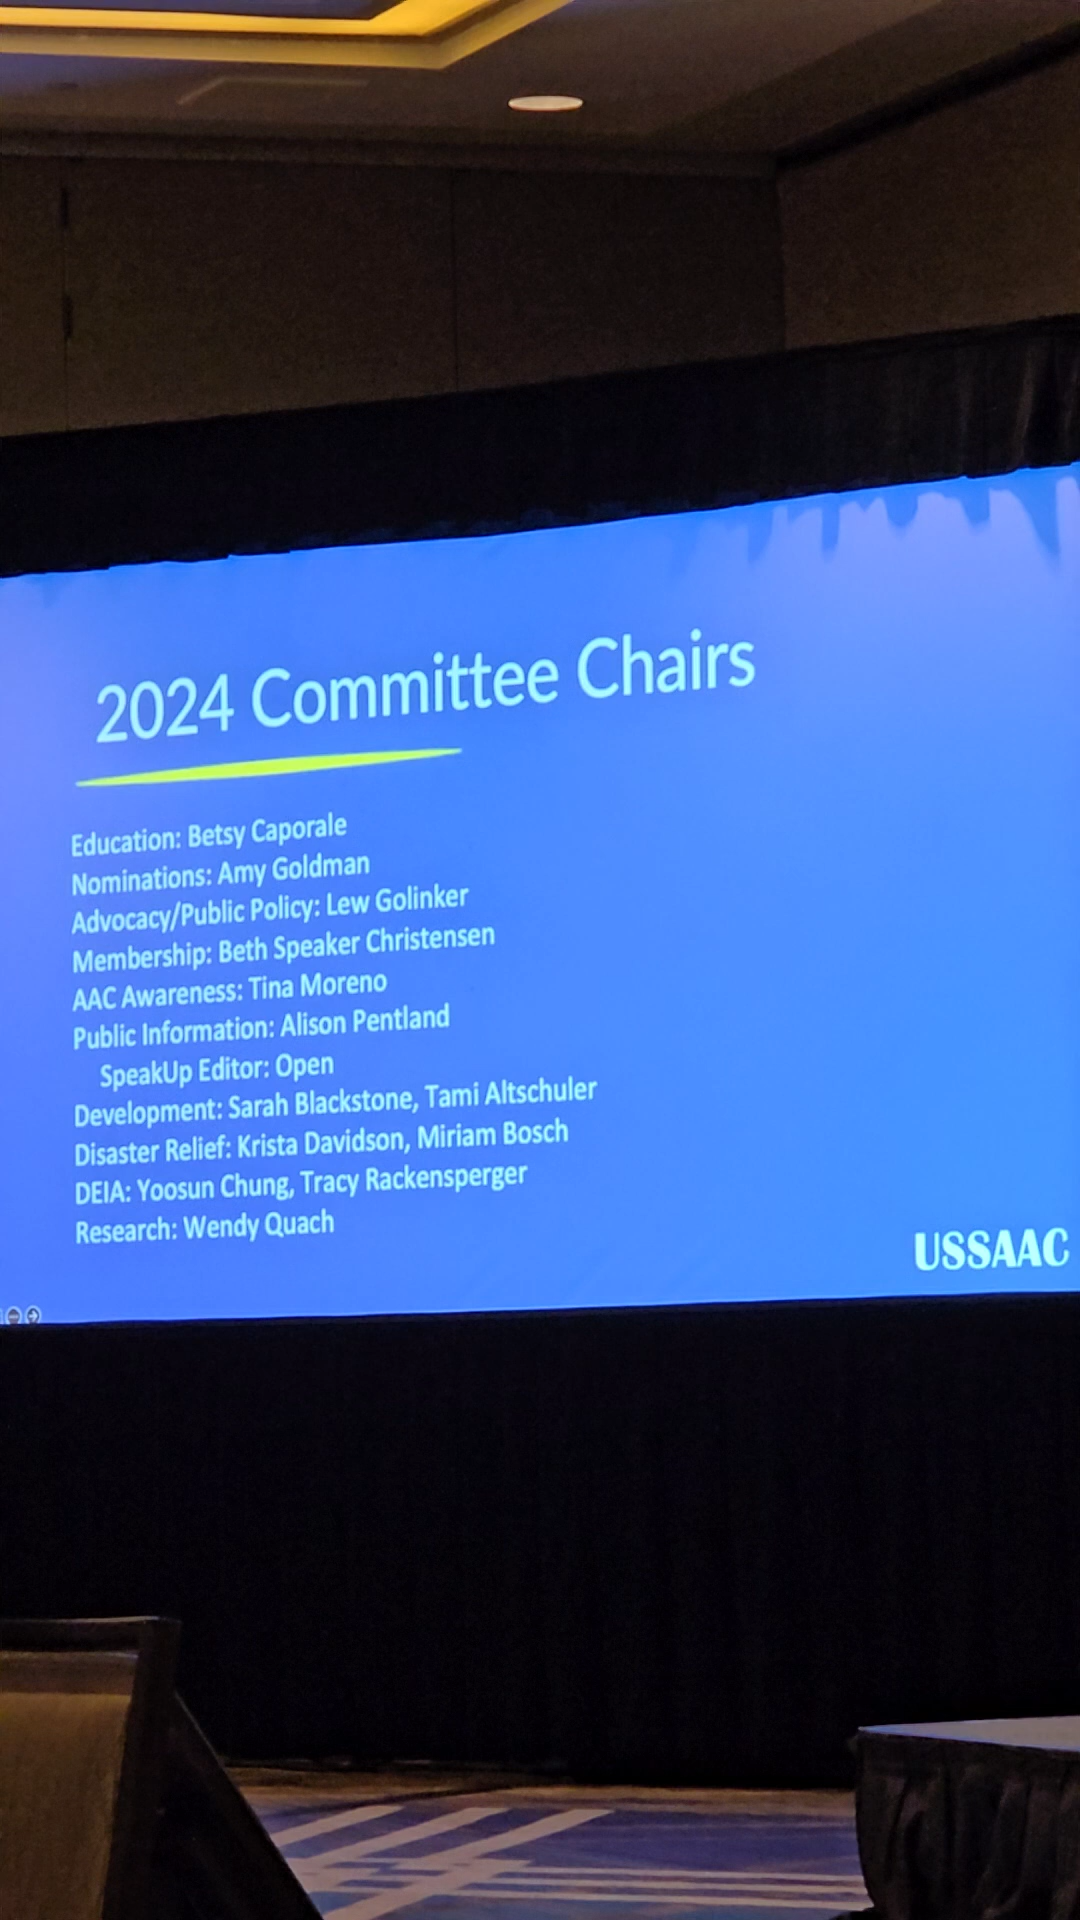 2024 Committee Chairs
Education: Betsy Caporale
Nominations: Amy Goldman
Advocacy/Public Policy: Lew Golinker
Membership: Beth Speaker Christensen
AAC Awareness: Tina Moreno
Public Information: Alison Pentland
SpeakUp Editor: Open
Development: Sarah Blackstone, Tami Altschuler
Disaster Relief: Krista Davidson, Miriam Bosch
DEIA: Yoosun Chung, Tracy Rackensperger
Research: Wendy Quach
USSAAC